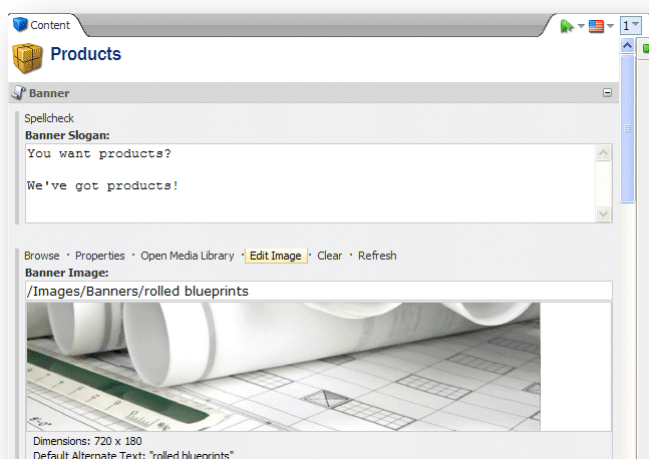 Content
1
Products
Banner
Spellcheck
Banner Slogan:
You want products?
We've got products!
Browse · Properties · Open Media Library · Edit Image · Clear · Refresh
Banner Image:
/Images/Banners/rolled blueprints
Dimensions: 720 x 180
Default Alternate Text: "rolled blueprints"